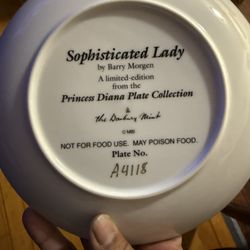 Sophisticated Lady
by Barry Morgen
A limited-edition
from the
Princess Diana Plate Collection
&
The Danbury Mint
© MBI
NOT FOR FOOD USE. MAY POISON FOOD.
Plate No.
A4118